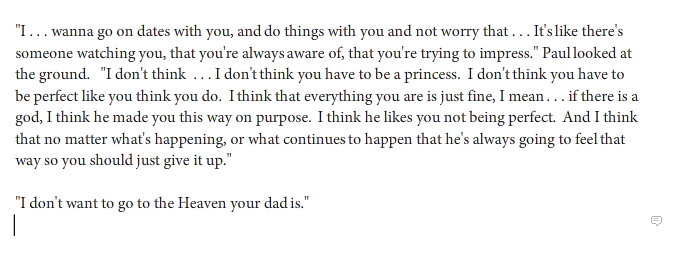 "I . . . wanna go on dates with you, and do things with you and not worry that . . . It's like there's
someone watching you, that you're always aware of, that you're trying to impress." Paul looked at
the ground.   "I don't think  . . . I don't think you have to be a princess.  I don't think you have to
be perfect like you think you do.  I think that everything you are is just fine, I mean . . . if there is a
god, I think he made you this way on purpose.  I think he likes you not being perfect.  And I think
that no matter what's happening, or what continues to happen that he's always going to feel that
way so you should just give it up."
"I don't want to go to the Heaven your dad is."